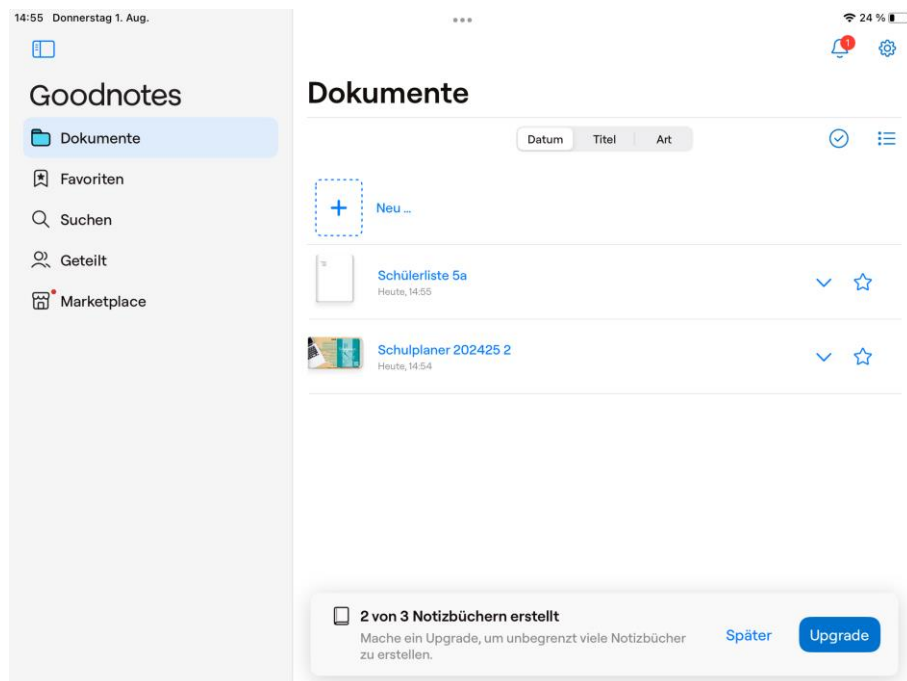 14:55 Donnerstag 1. Aug.
24 %
1
Goodnotes
Dokumente
Favoriten
Suchen
Geteilt
Marketplace
Dokumente
Datum Titel Art
Neu ...
Schülerliste 5a
Heute, 14:55
Schulplaner 202425 2
Heute, 14:54
2 von 3 Notizbüchern erstellt
Mache ein Upgrade, um unbegrenzt viele Notizbücher
zu erstellen.
Später
Upgrade